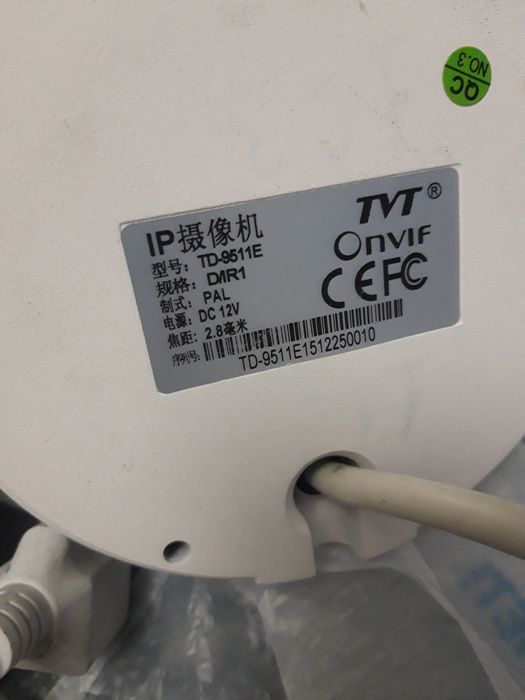 QC
NO.3
TVT®
Onvif
CE FC
IP摄像机
型号: TD-9511E
规格: D/IR1
制式: PAL
电源: DC 12V
焦距: 2.8毫米
序列号:
TD-9511E1512250010